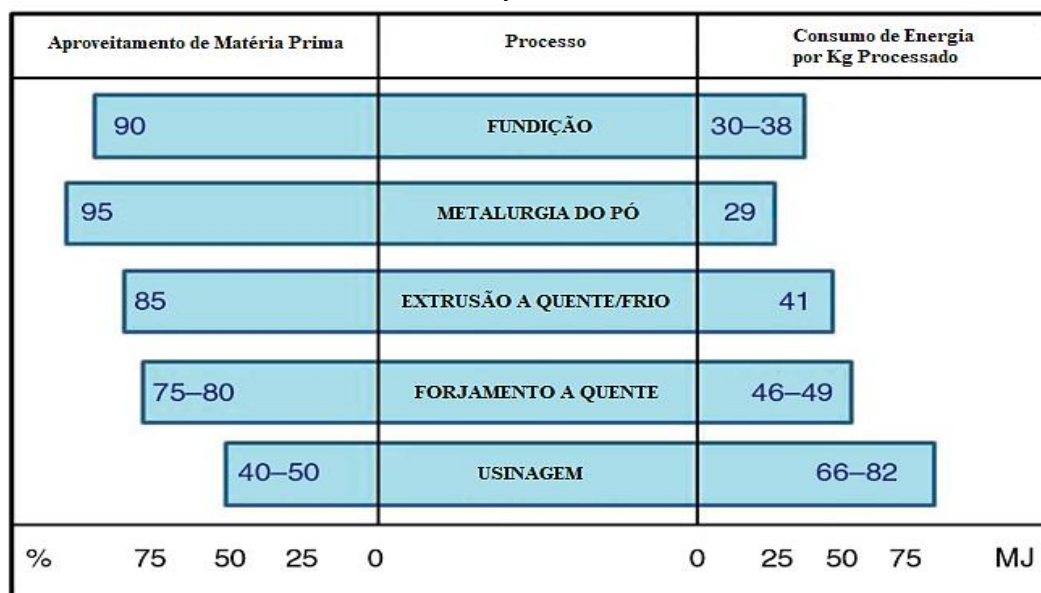 Aproveitamento de Matéria Prima
Processo
Consumo de Energia
por Kg Processado
90
FUNDIÇÃO
30–38
95
METALURGIA DO PÓ
29
85
EXTRUSÃO A QUENTE/FRIO
41
75–80
FORJAMENTO A QUENTE
46–49
40–50
USINAGEM
66–82
% 75 50 25 0 0 25 50 75 MJ